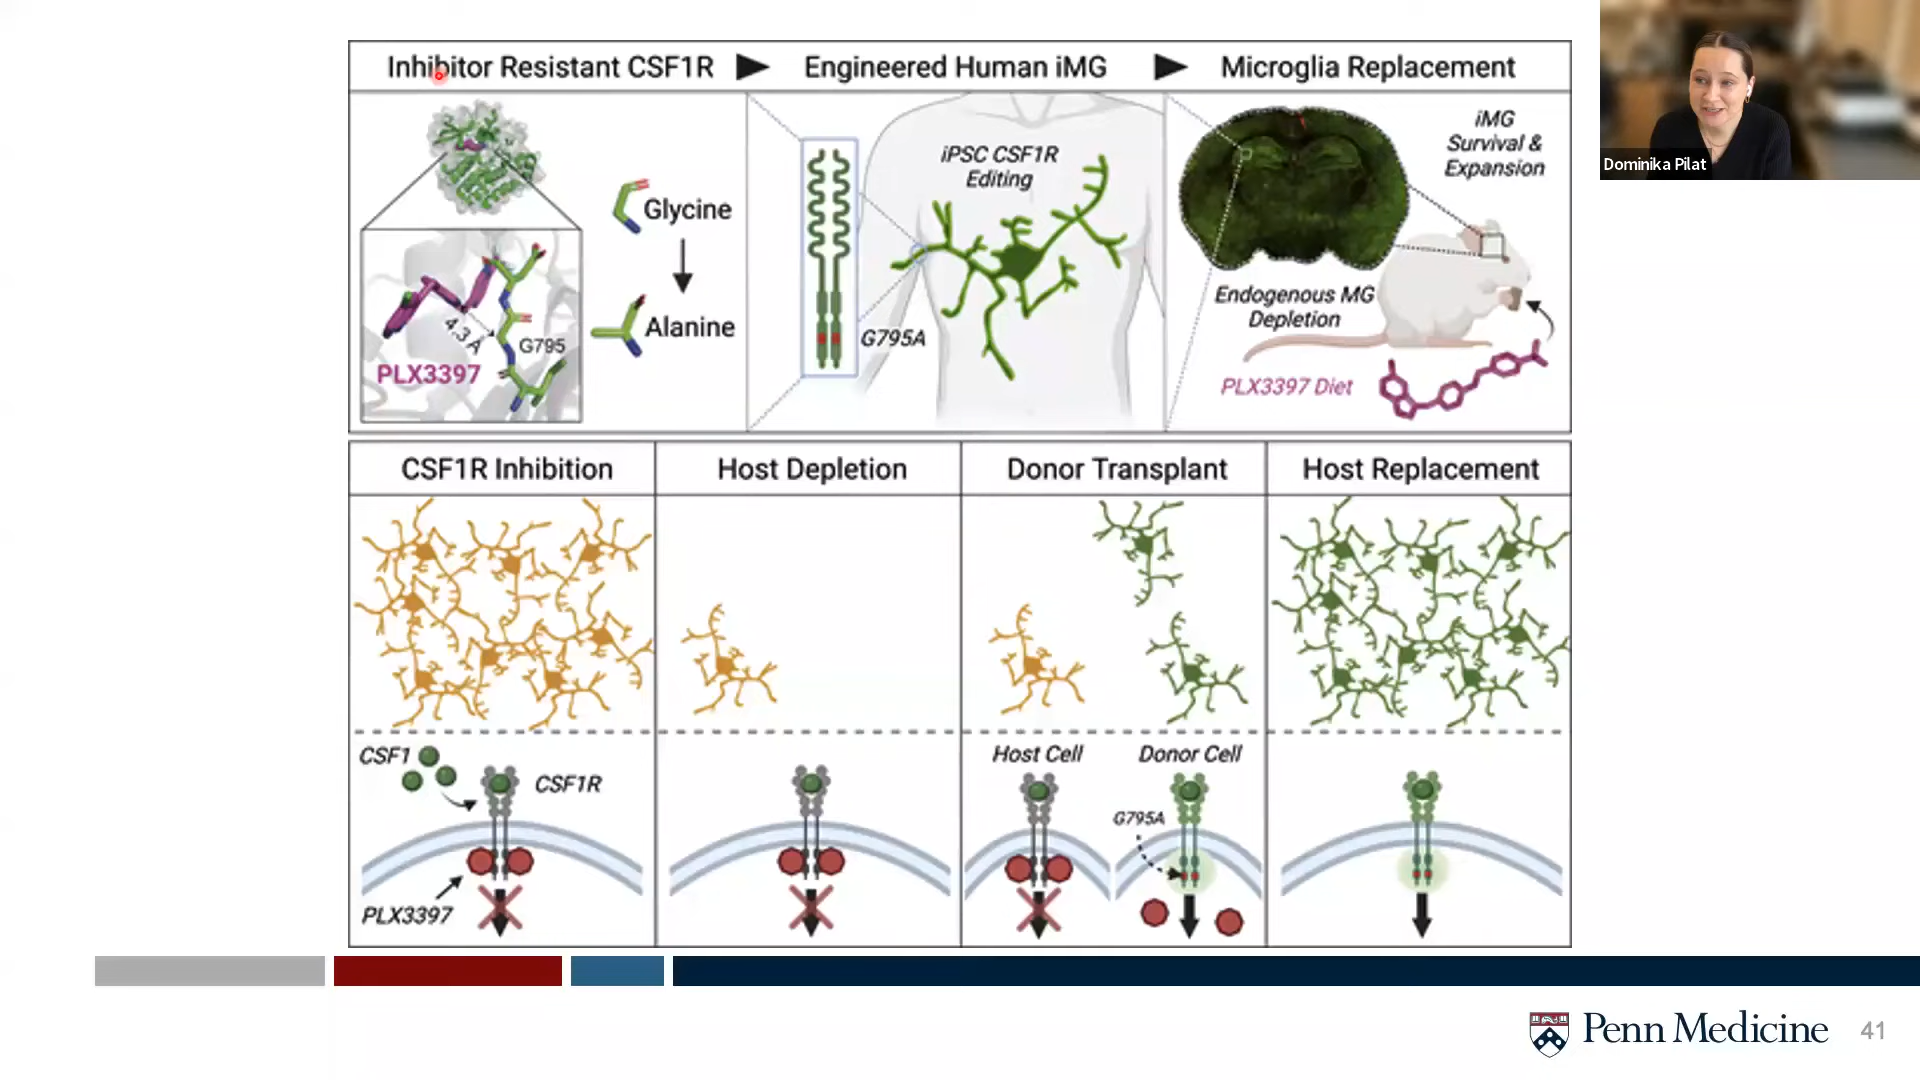 Inhibitor Resistant CSF1R
Engineered Human iMG
Microglia Replacement
Glycine
Alanine
4.3 Å
G795
PLX3397
iPSC CSF1R
Editing
G795A
iMG
Survival &
Expansion
Endogenous MG
Depletion
PLX3397 Diet
CSF1R Inhibition
Host Depletion
Donor Transplant
Host Replacement
CSF1
CSF1R
PLX3397
Host Cell
Donor Cell
G795A
Dominika Pilat
Penn Medicine
41